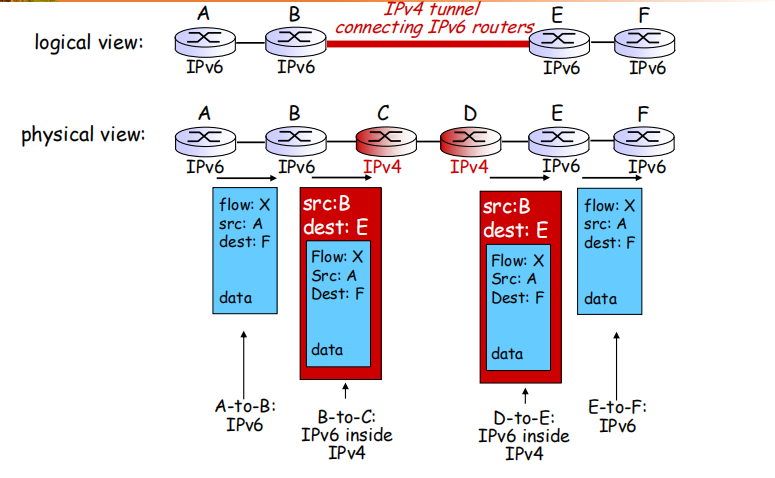 IPv4 tunnel
connecting IPv6 routers
logical view:
A B E F
IPv6 IPv6 IPv6 IPv6
physical view:
A B C D E F
IPv6 IPv6 IPv4 IPv4 IPv6 IPv6
flow: X
src: A
dest: F
data
src:B
dest: E
Flow: X
Src: A
Dest: F
data
src:B
dest: E
Flow: X
Src: A
Dest: F
data
flow: X
src: A
dest: F
data
A-to-B:
IPv6
B-to-C:
IPv6 inside
IPv4
D-to-E:
IPv6 inside
IPv4
E-to-F:
IPv6